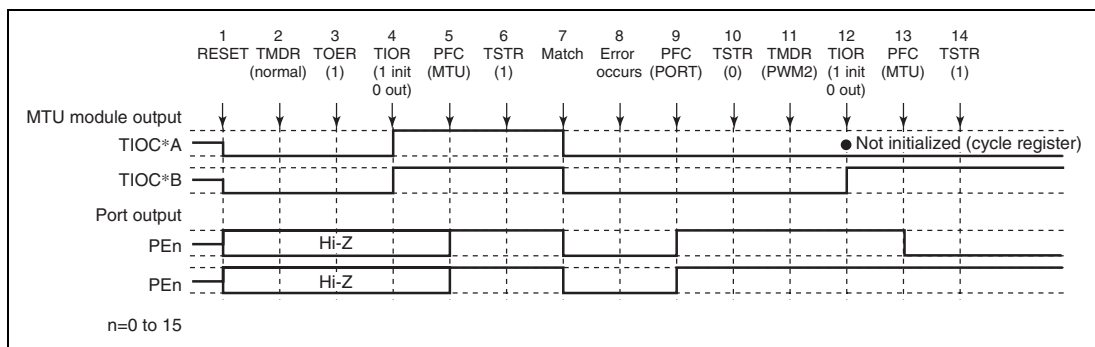 1 2 3 4 5 6 7 8 9 10 11 12 13 14
RESET TMDR TOER TIOR PFC TSTR Match Error PFC TSTR TMDR TIOR PFC TSTR
(normal) (1) (1 init (MTU) (1) occurs (PORT) (0) (PWM2) (1 init (MTU) (1)
0 out) 0 out)
MTU module output
TIOC*A ● Not initialized (cycle register)
TIOC*B
Port output
PEn Hi-Z
PEn Hi-Z
n=0 to 15